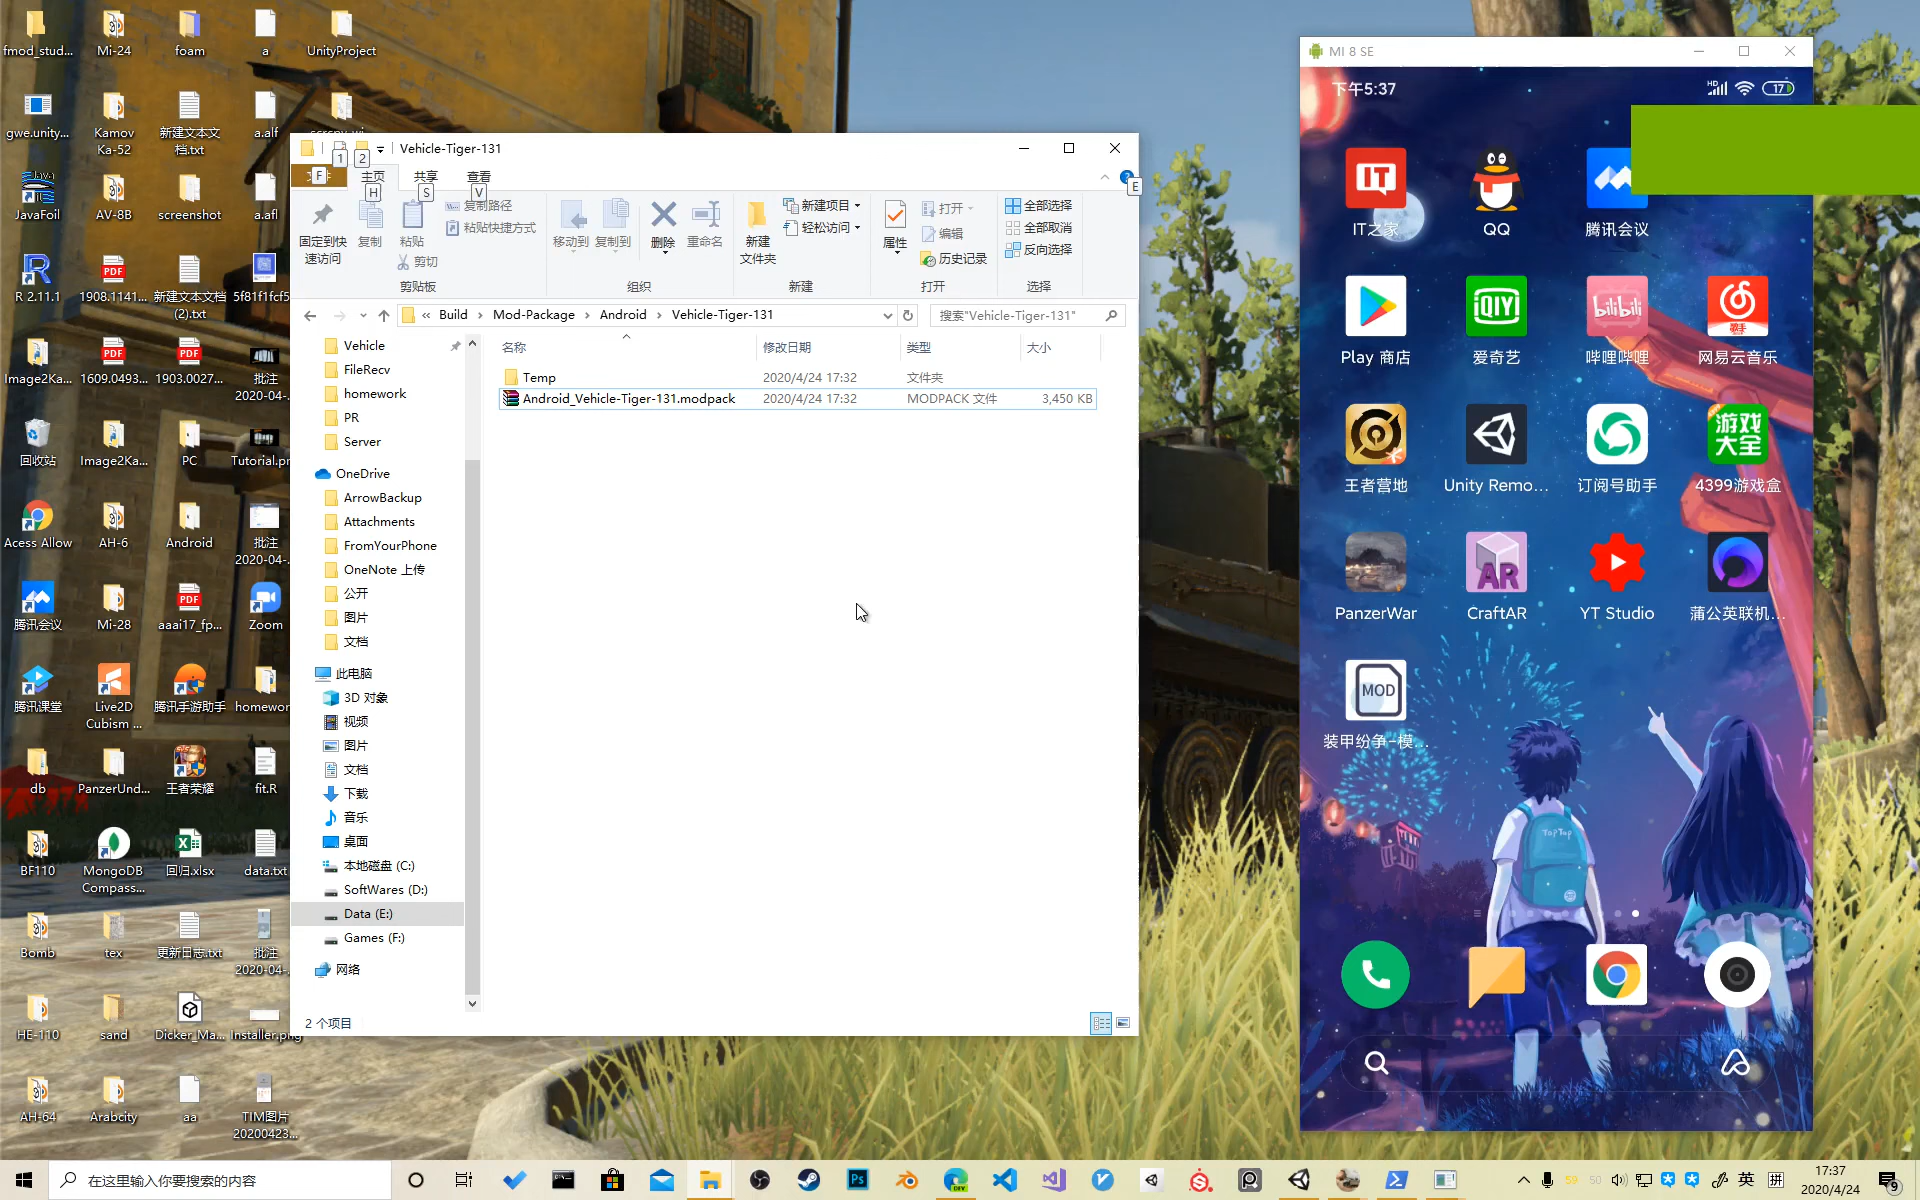 fmod_stud...
Mi-24
foam
a
UnityProject
gwe.unity...
Kamov
Ka-52
新建文本文
档.txt
a.alf
JavaFoil
AV-8B
screenshot
a.afl
R 2.11.1
1908.1141...
新建文本文档
(2).txt
5f81f1fcf5
Image2Ka...
1609.0493...
1903.0027...
批注
2020-04-..
回收站
Image2Ka...
PC
Tutorial.pr
Acess Allow
AH-6
Android
批注
2020-04-..
腾讯会议
Mi-28
aaai17_fp...
Zoom
腾讯课堂
Live2D
Cubism ...
腾讯手游助手
homewor
db
PanzerUnd...
王者荣耀
fit.R
BF110
MongoDB
Compass...
回归.xlsx
data.txt
Bomb
tex
更新日志.txt
批注
2020-04-..
HE-110
sand
Dicker_Ma...
Installer.png
AH-64
Arabcity
aa
TIM图片
20200423...
Vehicle-Tiger-131
1
2
F
主页
共享
查看
H
S
V
E
固定到快
速访问
复制
粘贴
复制路径
粘贴快捷方式
剪切
移动到
复制到
删除
重命名
新建
文件夹
新建项目
轻松访问
属性
打开
编辑
历史记录
全部选择
全部取消
反向选择
剪贴板
组织
新建
打开
选择
« Build › Mod-Package › Android › Vehicle-Tiger-131
搜索"Vehicle-Tiger-131"
名称
修改日期
类型
大小
Temp
2020/4/24 17:32
文件夹
Android_Vehicle-Tiger-131.modpack
2020/4/24 17:32
MODPACK 文件
3,450 KB
Vehicle
FileRecv
homework
PR
Server
OneDrive
ArrowBackup
Attachments
FromYourPhone
OneNote 上传
公开
图片
文档
此电脑
3D 对象
视频
图片
文档
下载
音乐
桌面
本地磁盘 (C:)
SoftWares (D:)
Data (E:)
Games (F:)
网络
2 个项目
MI 8 SE
下午5:37
HD
17
IT之家
QQ
腾讯会议
Play 商店
爱奇艺
哔哩哔哩
网易云音乐
王者营地
Unity Remo...
订阅号助手
4399游戏盒
PanzerWar
CraftAR
YT Studio
蒲公英联机...
MOD
装甲纷争-模...
TapTap
在这里输入你要搜索的内容
59
50
英
拼
17:37
2020/4/24
9